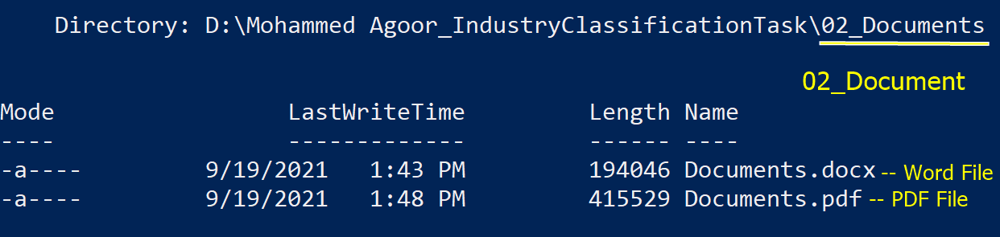 Directory: D:\Mohammed Agoor_IndustryClassificationTask\02_Documents
02_Document
Mode LastWriteTime Length Name
---- ------------- ------ ----
-a---- 9/19/2021 1:43 PM 194046 Documents.docx -- Word File
-a---- 9/19/2021 1:48 PM 415529 Documents.pdf -- PDF File